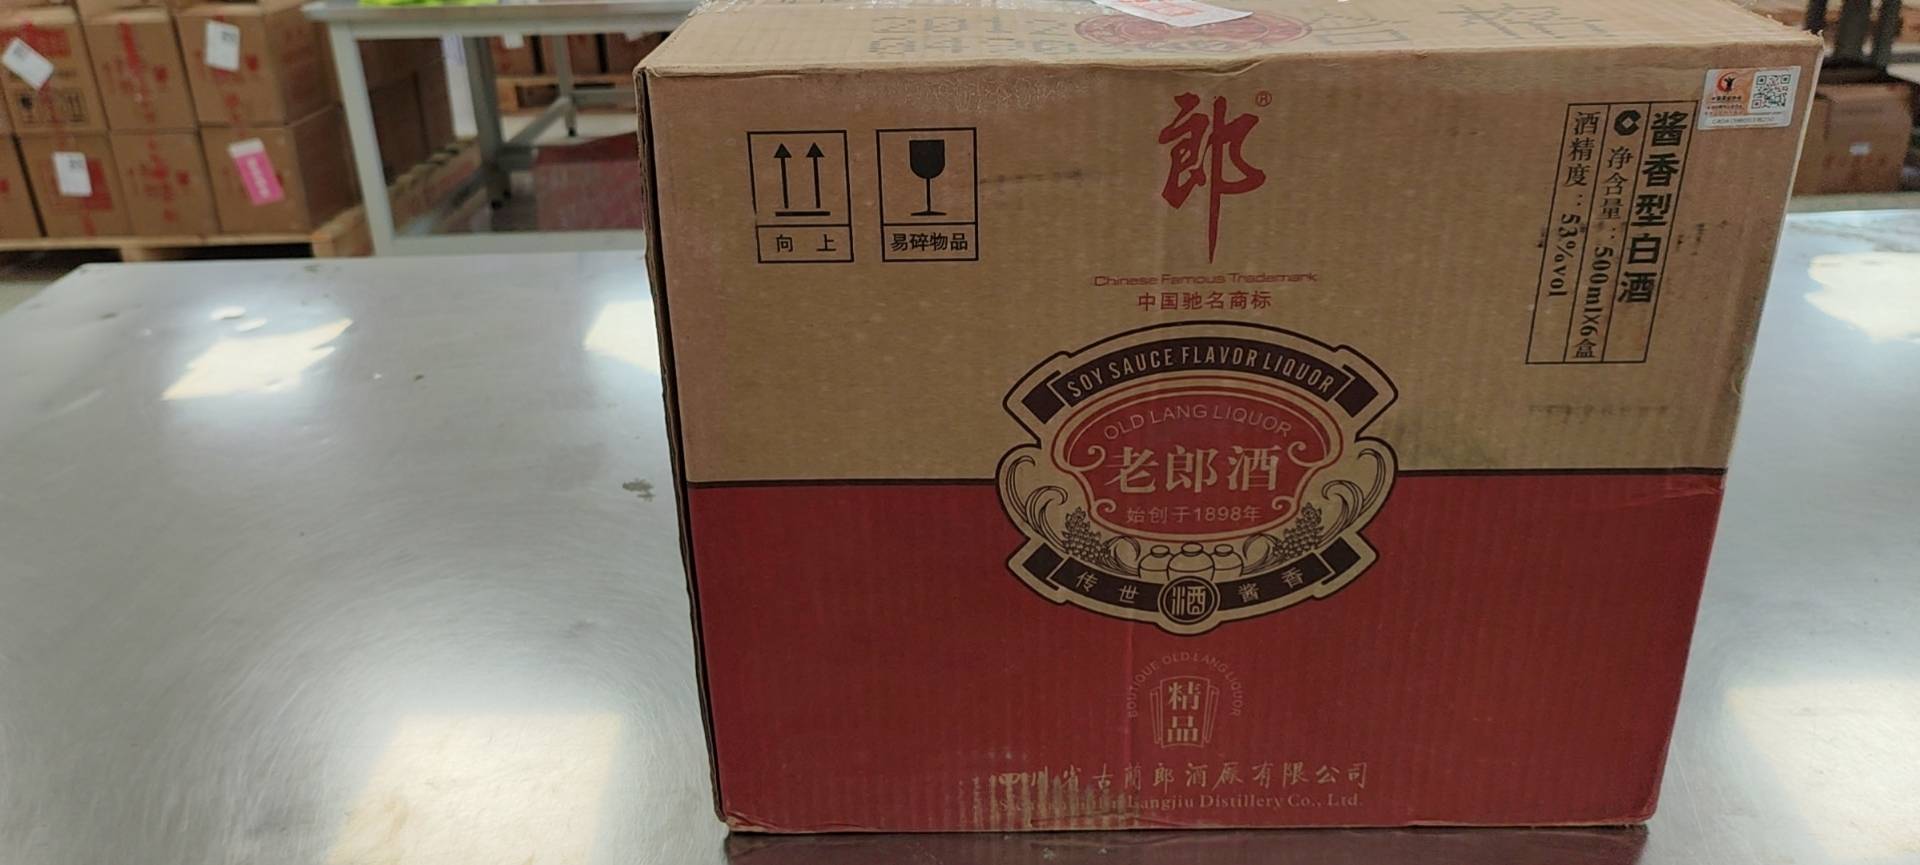 向 上
易碎物品
郎®
Chinese Famous Trademark
中国驰名商标
酱香型白酒
净含量：500ml×6盒
酒精度：53%vol
SOY SAUCE FLAVOR LIQUOR
OLD LANG LIQUOR
老郎酒
始创于1898年
传世 酒 酱香
BOUTIQUE OLD LANG LIQUOR
精品
四川省古蔺郎酒厂有限公司
Langjiu Distillery Co., Ltd.